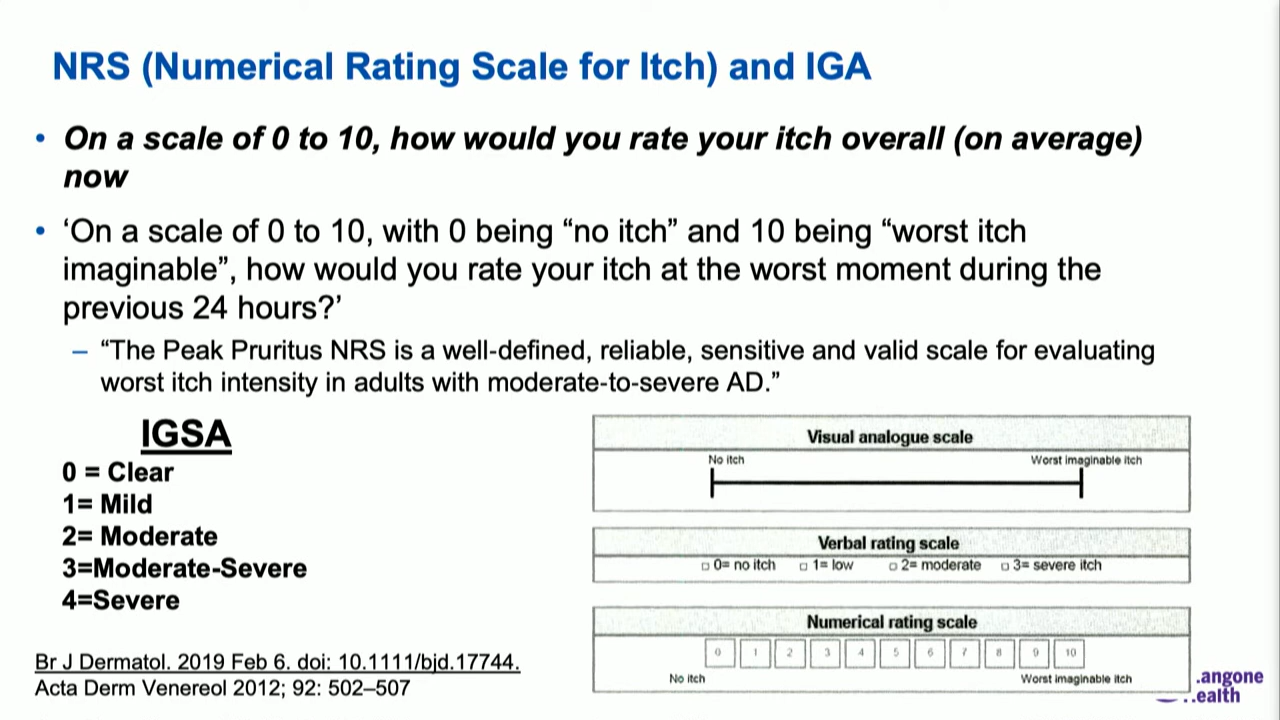 NRS (Numerical Rating Scale for Itch) and IGA
• On a scale of 0 to 10, how would you rate your itch overall (on average)
now
• ‘On a scale of 0 to 10, with 0 being “no itch” and 10 being “worst itch
imaginable”, how would you rate your itch at the worst moment during the
previous 24 hours?’
– “The Peak Pruritus NRS is a well-defined, reliable, sensitive and valid scale for evaluating
worst itch intensity in adults with moderate-to-severe AD.”
IGSA
0 = Clear
1= Mild
2= Moderate
3=Moderate-Severe
4=Severe
Br J Dermatol. 2019 Feb 6. doi: 10.1111/bjd.17744.
Acta Derm Venereol 2012; 92: 502–507
Visual analogue scale
No itch Worst imaginable itch
Verbal rating scale
□ 0= no itch □ 1= low □ 2= moderate □ 3= severe itch
Numerical rating scale
0 1 2 3 4 5 6 7 8 9 10
No itch Worst imaginable itch
.angone
ealth